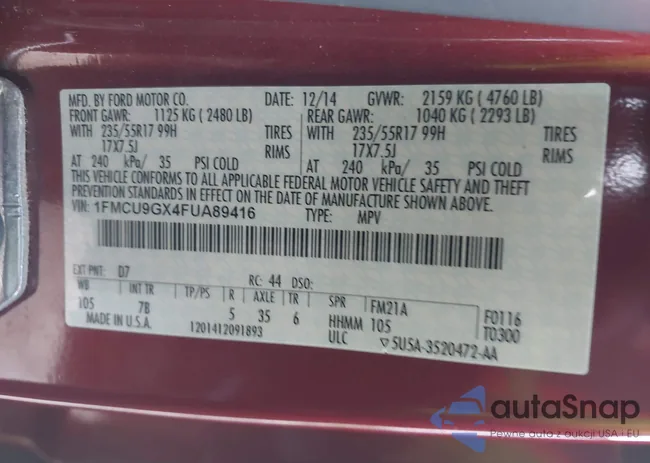 MFD. BY FORD MOTOR CO. DATE: 12/14 GVWR: 2159 KG ( 4760 LB)
FRONT GAWR: 1125 KG ( 2480 LB) REAR GAWR: 1040 KG ( 2293 LB)
WITH 235/55R17 99H TIRES WITH 235/55R17 99H TIRES
17X7.5J RIMS 17X7.5J RIMS
AT 240 kPa/ 35 PSI COLD AT 240 kPa/ 35 PSI COLD
THIS VEHICLE CONFORMS TO ALL APPLICABLE FEDERAL MOTOR VEHICLE SAFETY AND THEFT
PREVENTION STANDARDS IN EFFECT ON THE DATE OF MANUFACTURE SHOWN ABOVE.
VIN: 1FMCU9GX4FUA89416 TYPE: MPV
EXT PNT: D7 RC: 44 DSO:
WB INT TR TP/PS R AXLE TR SPR FM21A F0116
105 7B 5 35 6 HHMM 105 T0300
MADE IN U.S.A. 1201412091893 ULC ▽5U5A-3520472-AA
autaSnap
Pewne auta z aukcji USA i EU